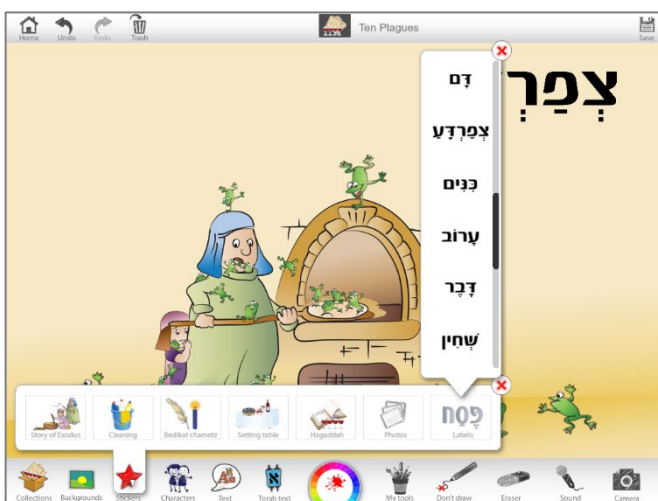 Home
Undo
Redo
Trash
Ten Plagues
Save
דָּם
צְפַרְדֵּעַ
כִּנִּים
עָרוֹב
דֶּבֶר
שְׁחִין
צְפַרְ
Story of Exodus
Cleaning
Bedikat chametz
Setting table
Hagaddah
Photos
פֶּסַח
Labels
Collections
Backgrounds
Stickers
Characters
Text
Torah text
My tools
Don't draw
Eraser
Sound
Camera